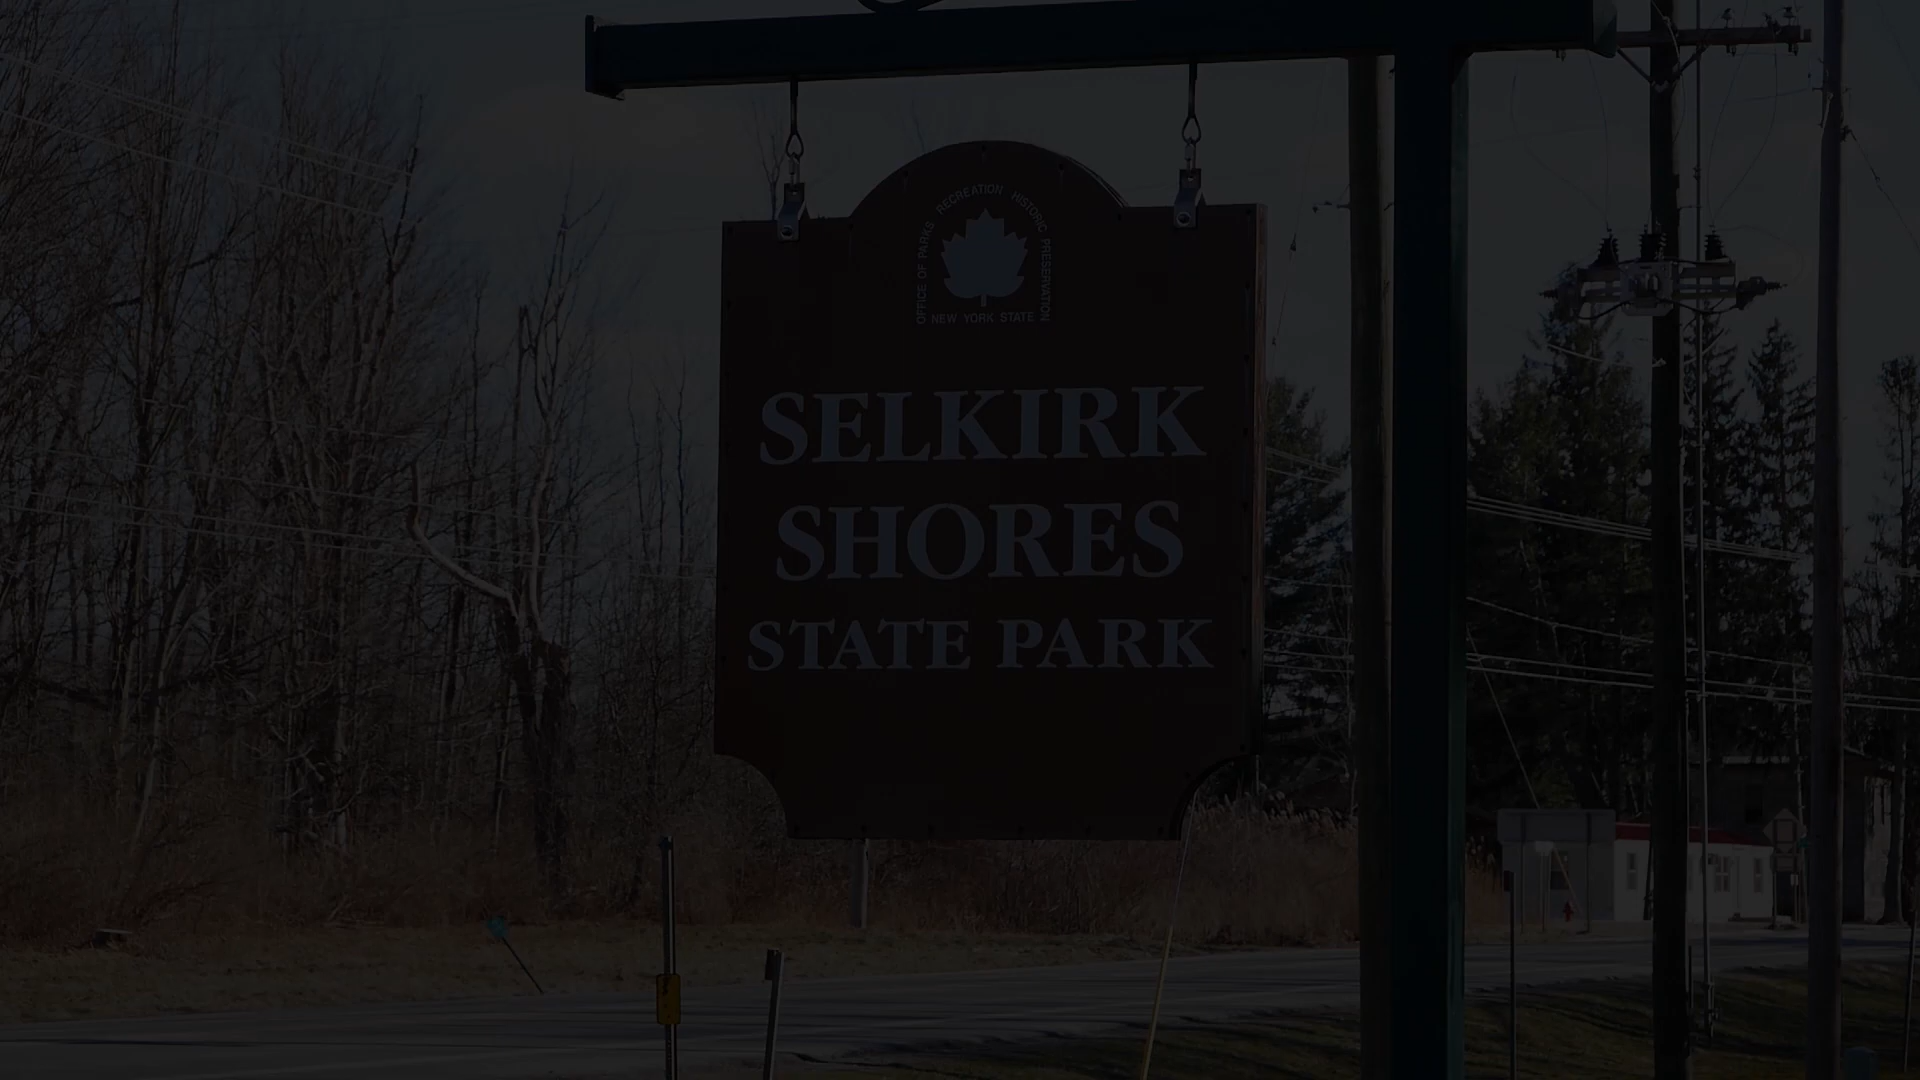 OFFICE OF PARKS RECREATION HISTORIC PRESERVATION
NEW YORK STATE
SELKIRK
SHORES
STATE PARK